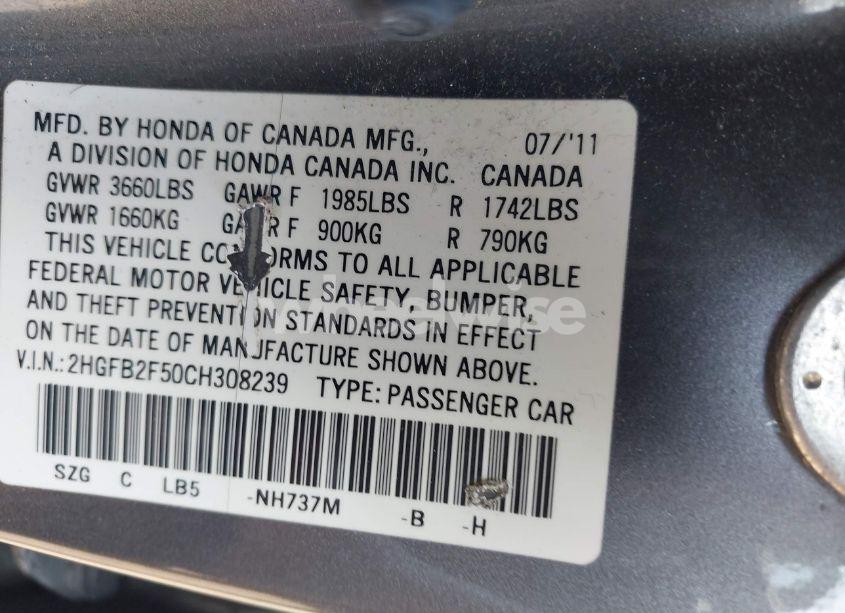 MFD. BY HONDA OF CANADA MFG., 07/'11
A DIVISION OF HONDA CANADA INC. CANADA
GVWR 3660LBS GAWR F 1985LBS R 1742LBS
GVWR 1660KG GAWR F 900KG R 790KG
THIS VEHICLE CONFORMS TO ALL APPLICABLE
FEDERAL MOTOR VEHICLE SAFETY, BUMPER,
AND THEFT PREVENTION STANDARDS IN EFFECT
ON THE DATE OF MANUFACTURE SHOWN ABOVE.
V.I.N.: 2HGFB2F50CH308239 TYPE: PASSENGER CAR
SZG C LB5 -NH737M -B -H